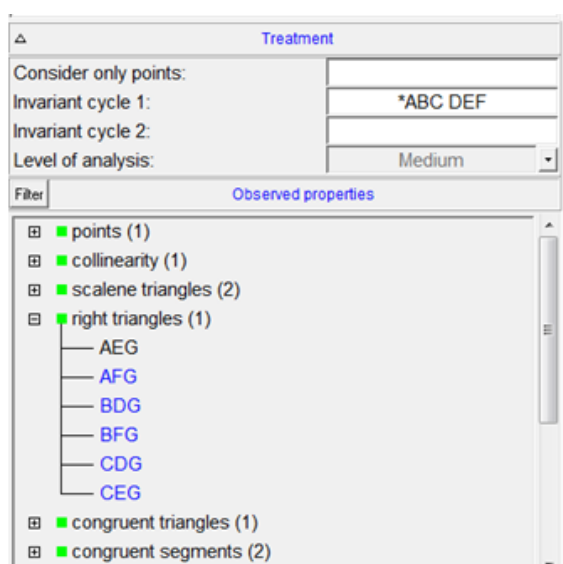 Treatment
Consider only points:
Invariant cycle 1: *ABC DEF
Invariant cycle 2:
Level of analysis: Medium
Filter Observed properties
points (1)
collinearity (1)
scalene triangles (2)
right triangles (1)
AEG
AFG
BDG
BFG
CDG
CEG
congruent triangles (1)
congruent segments (2)